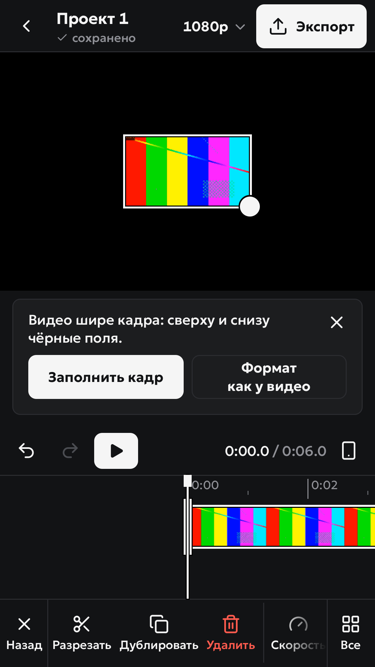 Проект 1
сохранено
1080p
Экспорт
Видео шире кадра: сверху и снизу
чёрные поля.
Заполнить кадр
Формат
как у видео
0:00.0 / 0:06.0
0:00
0:02
Назад
Разрезать
Дублировать
Удалить
Скорость
Все